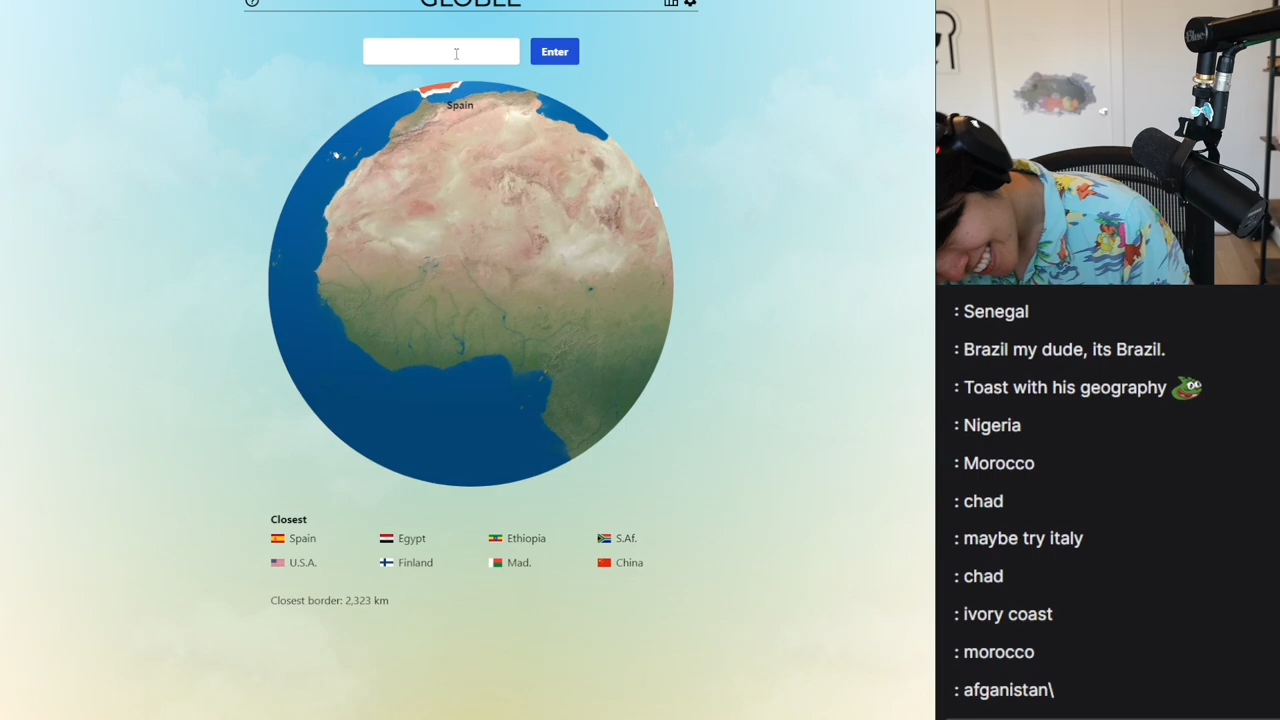 GLOBLE
Enter
Spain
Closest
Spain
Egypt
Ethiopia
S.Af.
U.S.A.
Finland
Mad.
China
Closest border: 2,323 km
Blue
: Senegal
: Brazil my dude, its Brazil.
: Toast with his geography
: Nigeria
: Morocco
: chad
: maybe try italy
: chad
: ivory coast
: morocco
: afganistan\